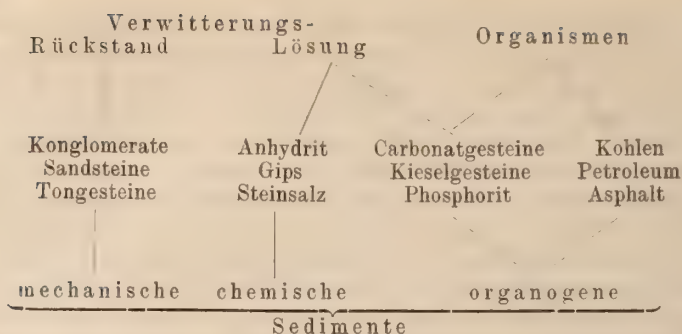 Verwitterungs-
Rückstand Lösung Organismen
Konglomerate Anhydrit Carbonatgesteine Kohlen
Sandsteine Gips Kieselgesteine Petroleum
Tongesteine Steinsalz Phosphorit Asphalt
mechanische chemische organogene
Sedimente